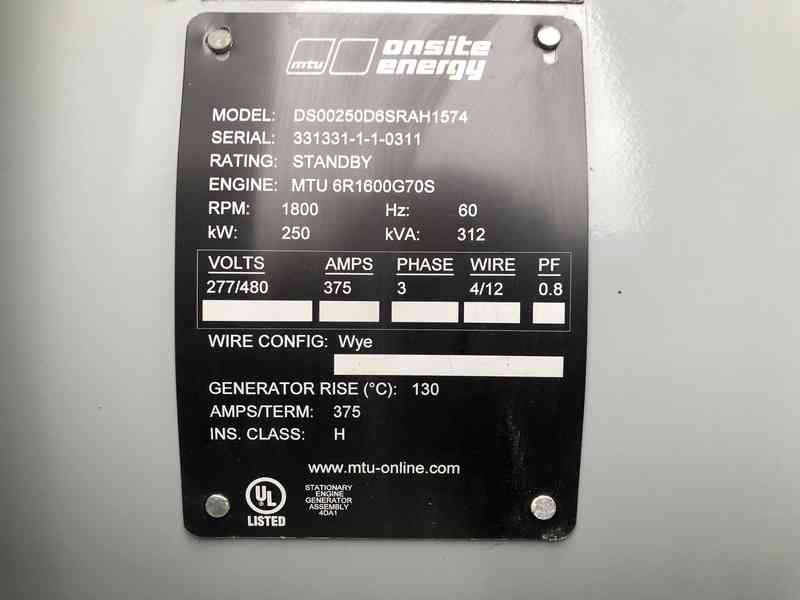 mtu onsite energy
MODEL: DS00250D6SRAH1574
SERIAL: 331331-1-1-0311
RATING: STANDBY
ENGINE: MTU 6R1600G70S
RPM: 1800 Hz: 60
kW: 250 kVA: 312
VOLTS AMPS PHASE WIRE PF
277/480 375 3 4/12 0.8
WIRE CONFIG: Wye
GENERATOR RISE (°C): 130
AMPS/TERM: 375
INS. CLASS: H
www.mtu-online.com
UL
LISTED
STATIONARY
ENGINE
GENERATOR
ASSEMBLY
4DA1